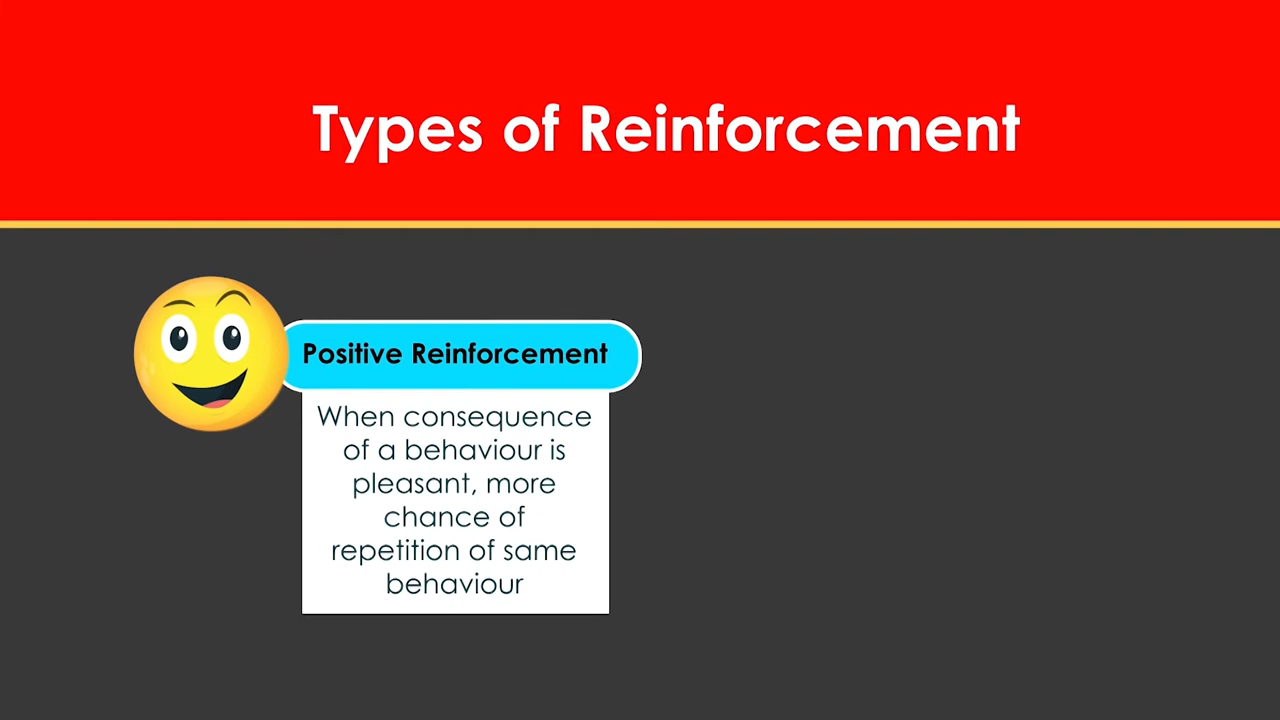 Types of Reinforcement
Positive Reinforcement
When consequence
of a behaviour is
pleasant, more
chance of
repetition of same
behaviour